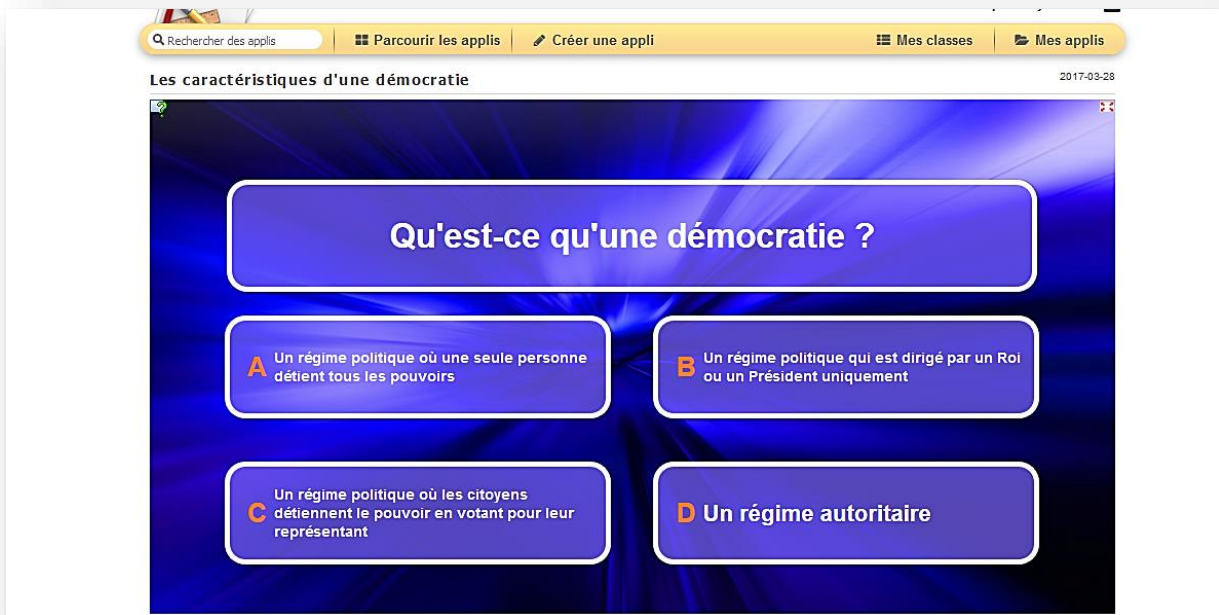 Rechercher des applis
Parcourir les applis
Créer une appli
Mes classes
Mes applis
Les caractéristiques d'une démocratie
2017-03-28
Qu'est-ce qu'une démocratie ?
A Un régime politique où une seule personne
détient tous les pouvoirs
B Un régime politique qui est dirigé par un Roi
ou un Président uniquement
C Un régime politique où les citoyens
détiennent le pouvoir en votant pour leur
représentant
D Un régime autoritaire